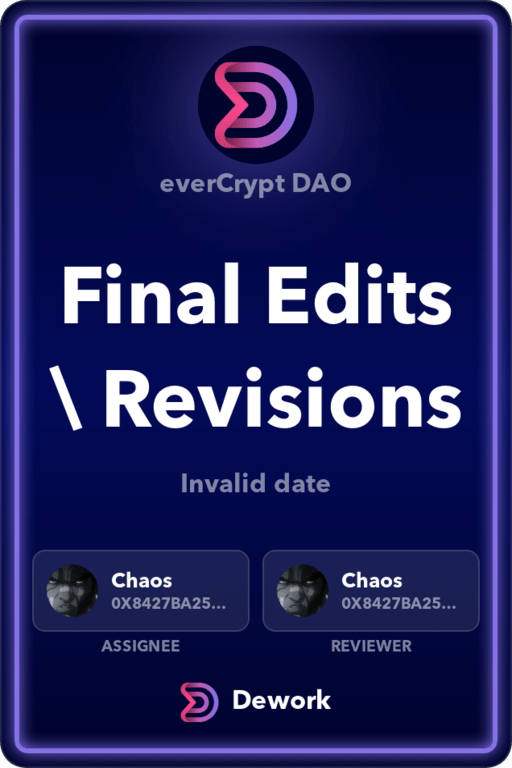 everCrypt DAO
Final Edits
\ Revisions
Invalid date
Chaos
0X8427BA25...
Chaos
0X8427BA25...
ASSIGNEE
REVIEWER
Dework